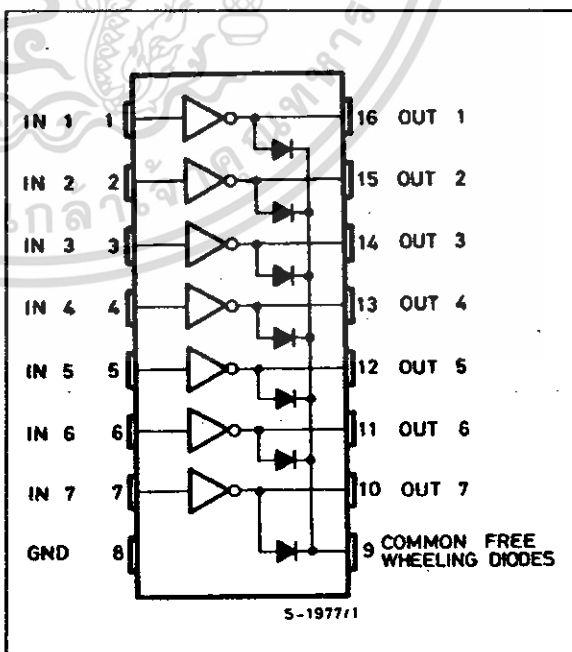 IN 1 1 16 OUT 1
IN 2 2 15 OUT 2
IN 3 3 14 OUT 3
IN 4 4 13 OUT 4
IN 5 5 12 OUT 5
IN 6 6 11 OUT 6
IN 7 7 10 OUT 7
GND 8 9 COMMON FREE
WHEELING DIODES
S-1977/1